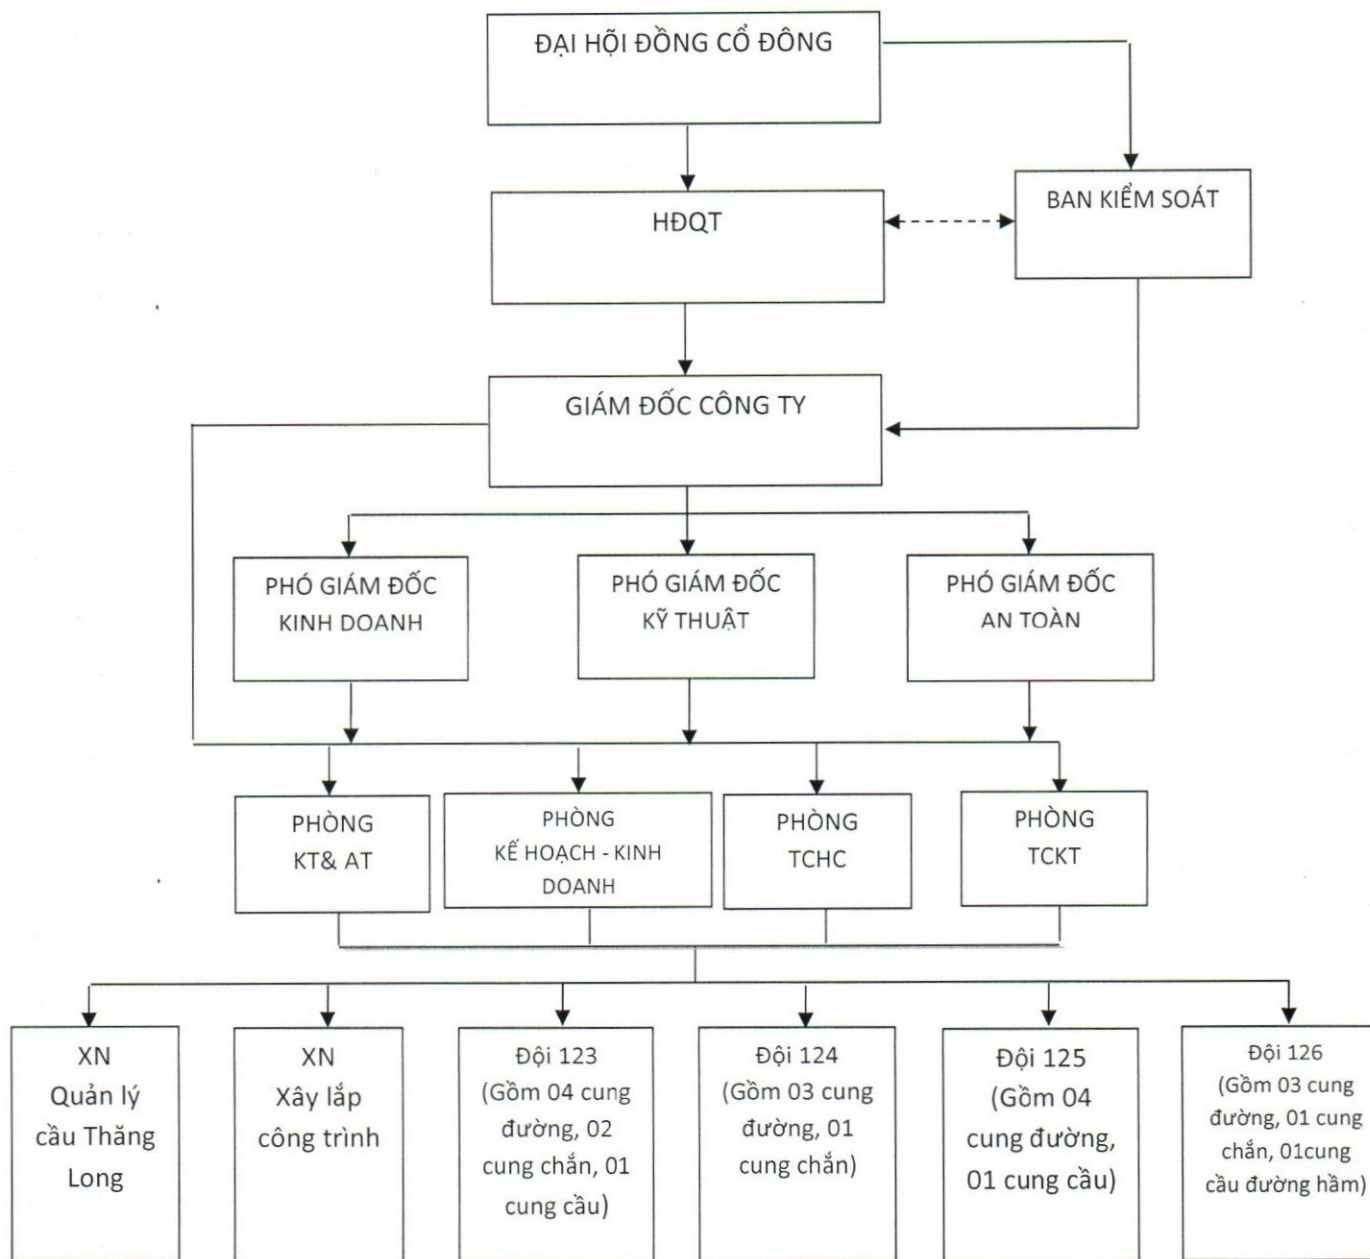 ĐẠI HỘI ĐỒNG CỔ ĐÔNG
HĐQT
BAN KIỂM SOÁT
GIÁM ĐỐC CÔNG TY
PHÓ GIÁM ĐỐC
KINH DOANH
PHÓ GIÁM ĐỐC
KỸ THUẬT
PHÓ GIÁM ĐỐC
AN TOÀN
PHÒNG
KT& AT
PHÒNG
KẾ HOẠCH - KINH
DOANH
PHÒNG
TCHC
PHÒNG
TCKT
XN
Quản lý
cầu Thăng
Long
XN
Xây lắp
công trình
Đội 123
(Gồm 04 cung
đường, 02
cung chắn, 01
cung cầu)
Đội 124
(Gồm 03 cung
đường, 01
cung chắn)
Đội 125
(Gồm 04
cung đường,
01 cung cầu)
Đội 126
(Gồm 03 cung
đường, 01 cung
chắn, 01cung
cầu đường hầm)